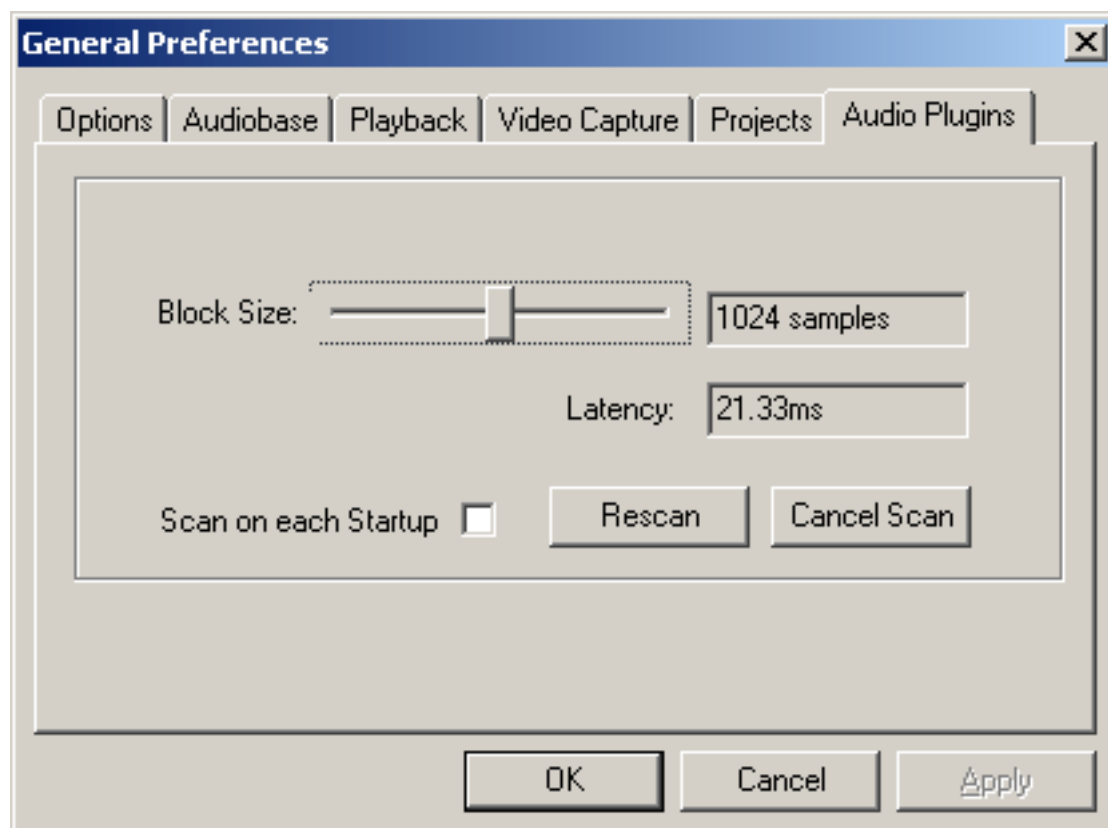 General Preferences
Options Audiobase Playback Video Capture Projects Audio Plugins
Block Size: 1024 samples
Latency: 21.33ms
Scan on each Startup Rescan Cancel Scan
OK Cancel Apply